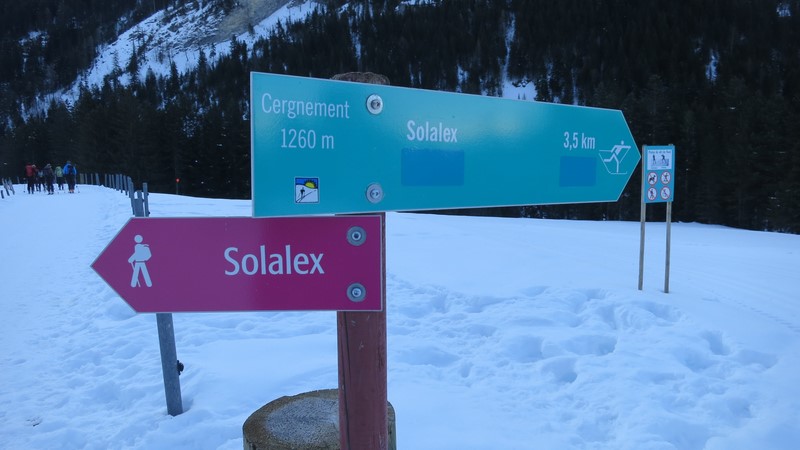 Cergnement
1260 m
Solalex
3,5 km
Solalex